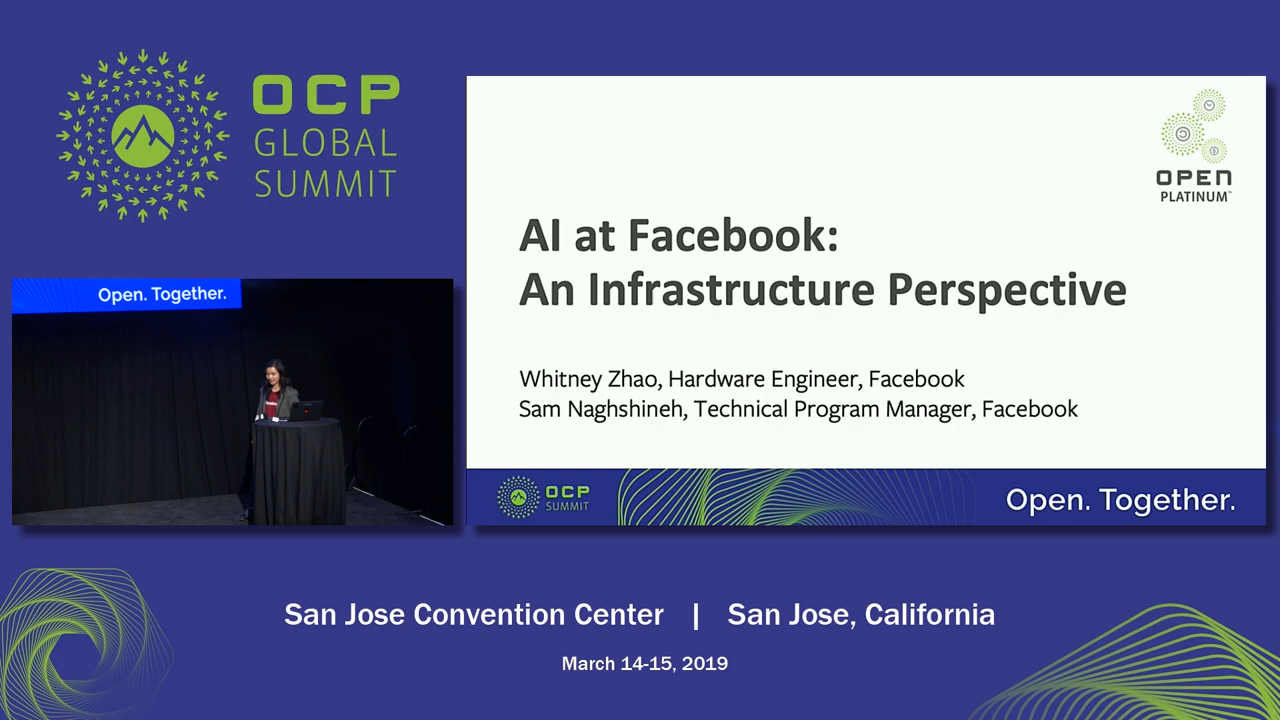 OCP
GLOBAL
SUMMIT
Open. Together.
OPEN
PLATINUM™
AI at Facebook:
An Infrastructure Perspective
Whitney Zhao, Hardware Engineer, Facebook
Sam Naghshineh, Technical Program Manager, Facebook
OCP
SUMMIT
Open. Together.
San Jose Convention Center | San Jose, California
March 14-15, 2019